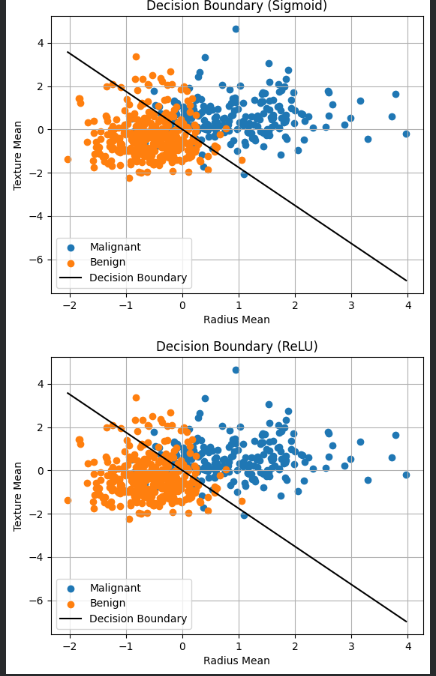 Decision Boundary (Sigmoid)
4
2
0
−2
−4
−6
Texture Mean
Malignant
Benign
Decision Boundary
−2 −1 0 1 2 3 4
Radius Mean
Decision Boundary (ReLU)
4
2
0
−2
−4
−6
Texture Mean
Malignant
Benign
Decision Boundary
−2 −1 0 1 2 3 4
Radius Mean